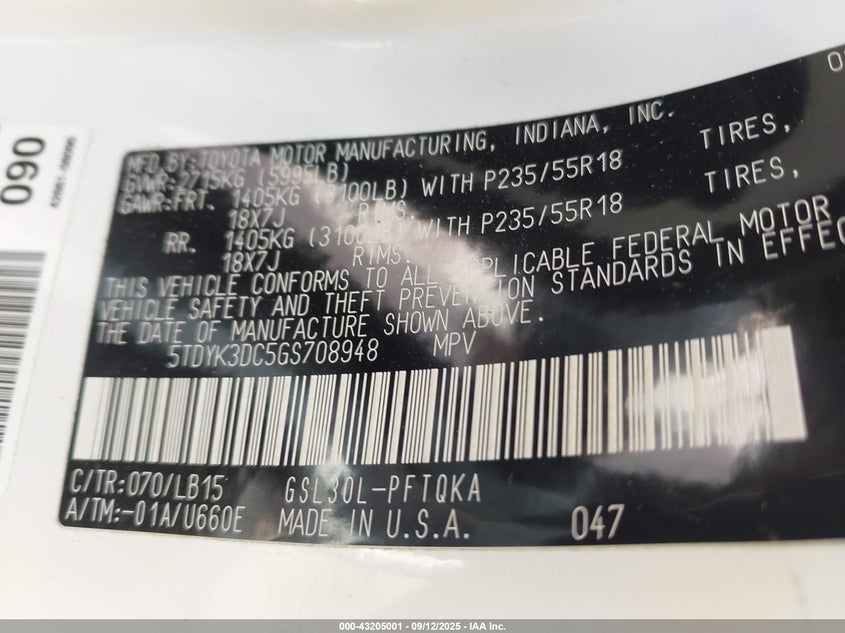 MFD.BY:TOYOTA MOTOR MANUFACTURING, INDIANA, INC.
GVWR:2715KG (5995LB)
GAWR:FRT. 1405KG (3100LB) WITH P235/55R18 TIRES,
18X7J RIMS.
RR. 1405KG (3100LB) WITH P235/55R18 TIRES,
18X7J RIMS.
THIS VEHICLE CONFORMS TO ALL APPLICABLE FEDERAL MOTOR
VEHICLE SAFETY AND THEFT PREVENTION STANDARDS IN EFFEC
THE DATE OF MANUFACTURE SHOWN ABOVE.
5TDYK3DC5GS708948 MPV
C/TR:070/LB15 GSL30L-PFTQKA
A/TM:-01A/U660E MADE IN U.S.A. 047
090
000-43205001 - 09/12/2025 - IAA Inc.